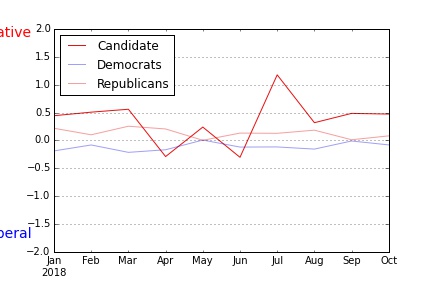 2.0
ative
Candidate
Democrats
Republicans
1.5
1.0
0.5
0.0
−0.5
−1.0
−1.5
peral
−2.0
Jan Feb Mar Apr May Jun Jul Aug Sep Oct
2018